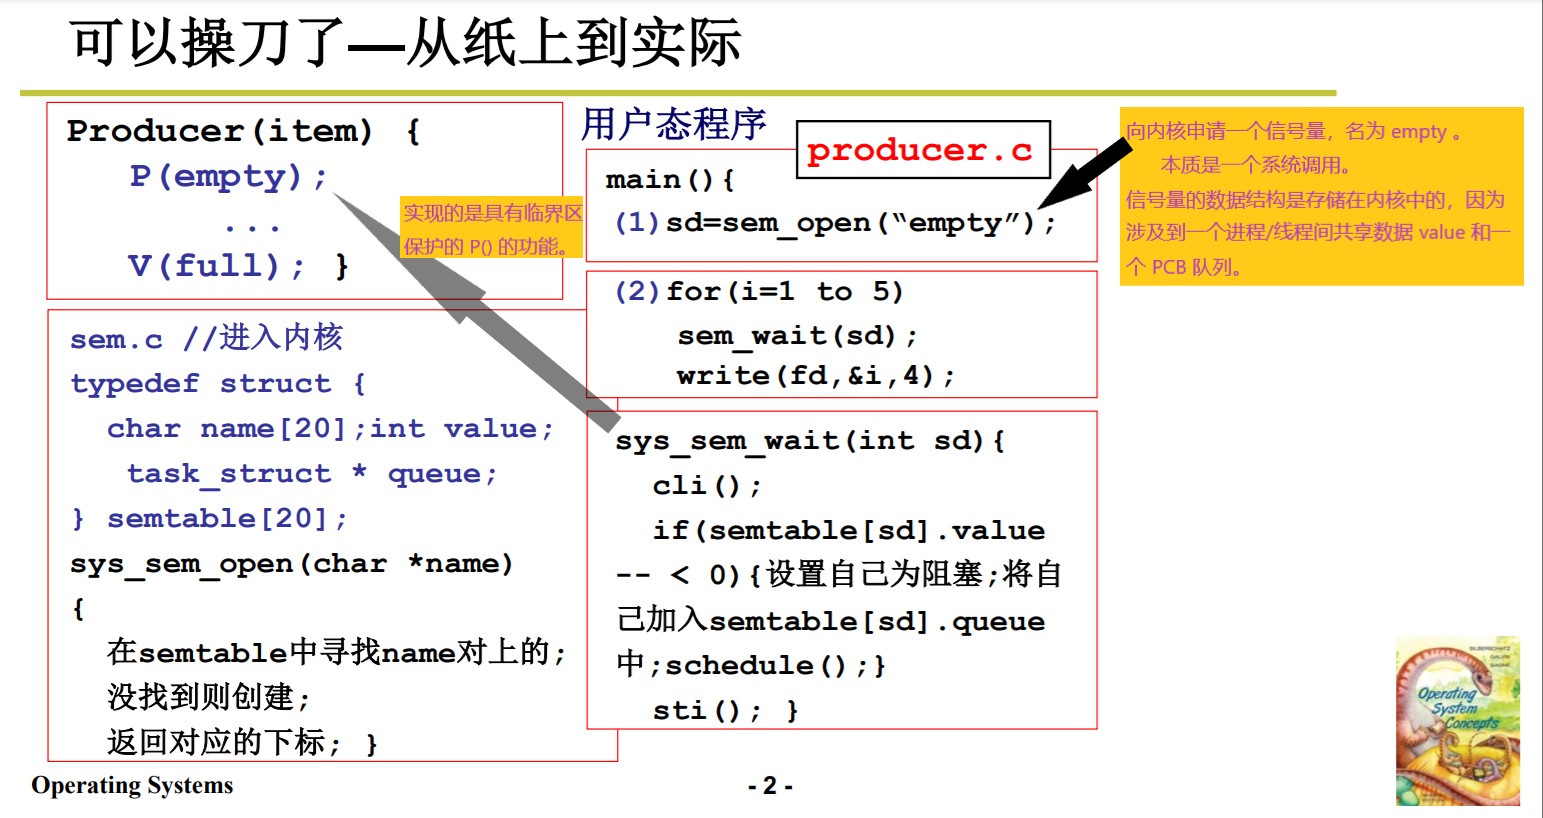 可以操刀了—从纸上到实际
Producer(item) {
P(empty);
...
V(full); }
实现的是具有临界区
保护的 P() 的功能。
sem.c //进入内核
typedef struct {
char name[20];int value;
task_struct * queue;
} semtable[20];
sys_sem_open(char *name)
{
在semtable中寻找name对上的;
没找到则创建;
返回对应的下标; }
用户态程序
producer.c
main(){
(1)sd=sem_open(“empty”);
(2)for(i=1 to 5)
sem_wait(sd);
write(fd,&i,4);
sys_sem_wait(int sd){
cli();
if(semtable[sd].value
-- < 0){设置自己为阻塞;将自
己加入semtable[sd].queue
中;schedule();}
sti(); }
向内核申请一个信号量，名为 empty 。
本质是一个系统调用。
信号量的数据结构是存储在内核中的，因为
涉及到一个进程/线程间共享数据 value 和一
个 PCB 队列。
SILBERSCHATZ
GALVIN
GAGNE
Operating
System
Concepts
Operating Systems
- 2 -